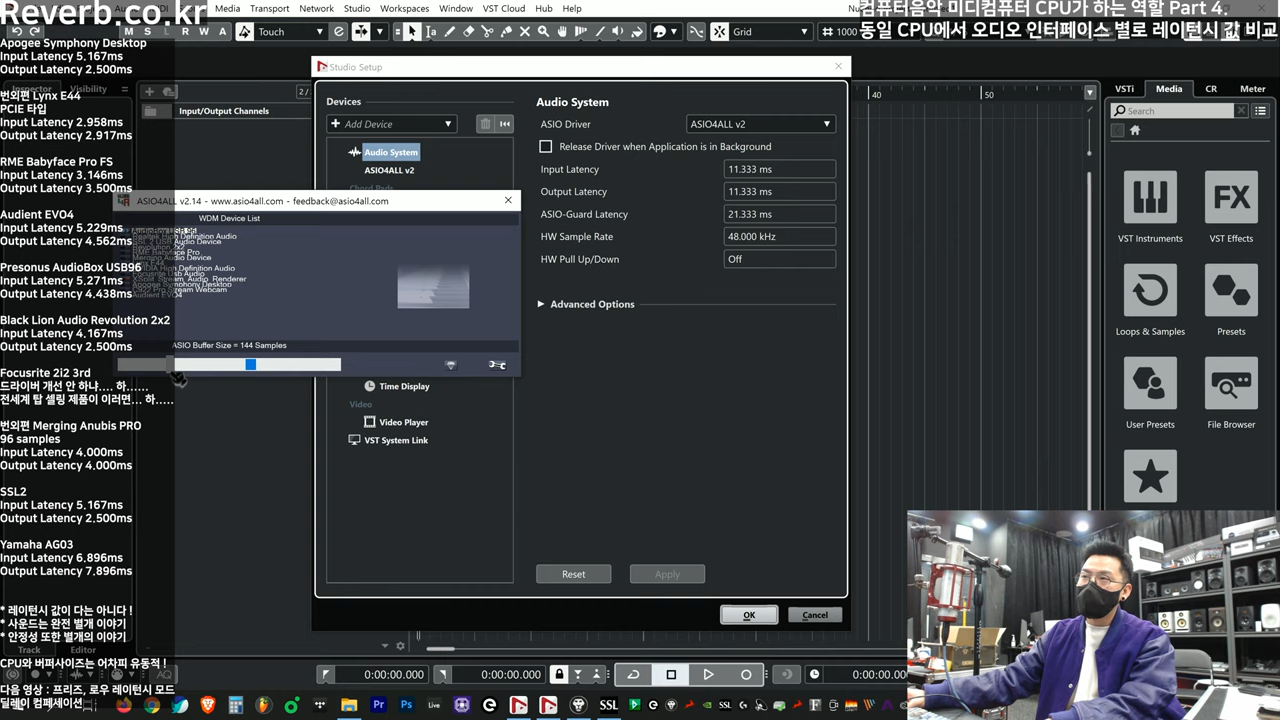 Reverb.co.kr
Media
Transport
Network
Studio
Workspaces
Window
VST Cloud
Hub
Help
컴퓨터음악 미디컴퓨터 CPU가 하는 역할 Part 4.
동일 CPU에서 오디오 인터페이스 별로 레이턴시 값 비교
M S L R W A
Touch
Grid
1000
Apogee Symphony Desktop
Input Latency 5.167ms
Output Latency 2.500ms
번외편 Lynx E44
PCIE 타입
Input Latency 2.958ms
Output Latency 2.917ms
RME Babyface Pro FS
Input Latency 3.146ms
Output Latency 3.500ms
Audient EVO4
Input Latency 5.229ms
Output Latency 4.562ms
Presonus AudioBox USB96
Input Latency 5.271ms
Output Latency 4.438ms
Black Lion Audio Revolution 2x2
Input Latency 4.167ms
Output Latency 2.500ms
Focusrite 2i2 3rd
드라이버 개선 안 하냐.... 하......
전세계 탑 셀링 제품이 이러면... 하.....
번외편 Merging Anubis PRO
96 samples
Input Latency 4.000ms
Output Latency 4.000ms
SSL2
Input Latency 5.167ms
Output Latency 2.500ms
Yamaha AG03
Input Latency 6.896ms
Output Latency 7.896ms
* 레이턴시 값이 다는 아니다 !
* 사운드는 완전 별개 이야기
* 안정성 또한 별개의 이야기
CPU와 버퍼사이즈는 어차피 유동적 !
다음 영상 : 프리즈, 로우 레이턴시 모드
딜레이 컴페세이션
Inspector
Visibility
Input/Output Channels
Track
Editor
Studio Setup
Devices
Add Device
Audio System
ASIO4ALL v2
Chord Pads
Time Display
Video
Video Player
VST System Link
Audio System
ASIO Driver
ASIO4ALL v2
Release Driver when Application is in Background
Input Latency
11.333 ms
Output Latency
11.333 ms
ASIO-Guard Latency
21.333 ms
HW Sample Rate
48.000 kHz
HW Pull Up/Down
Off
Advanced Options
Reset
Apply
OK
Cancel
ASIO4ALL v2.14 - www.asio4all.com - feedback@asio4all.com
WDM Device List
ASIO Buffer Size = 144 Samples
40
50
VSTi
Media
CR
Meter
Search
VST Instruments
VST Effects
Loops & Samples
Presets
User Presets
File Browser
0:00:00.000
0:00:00.000
0:00:00.000